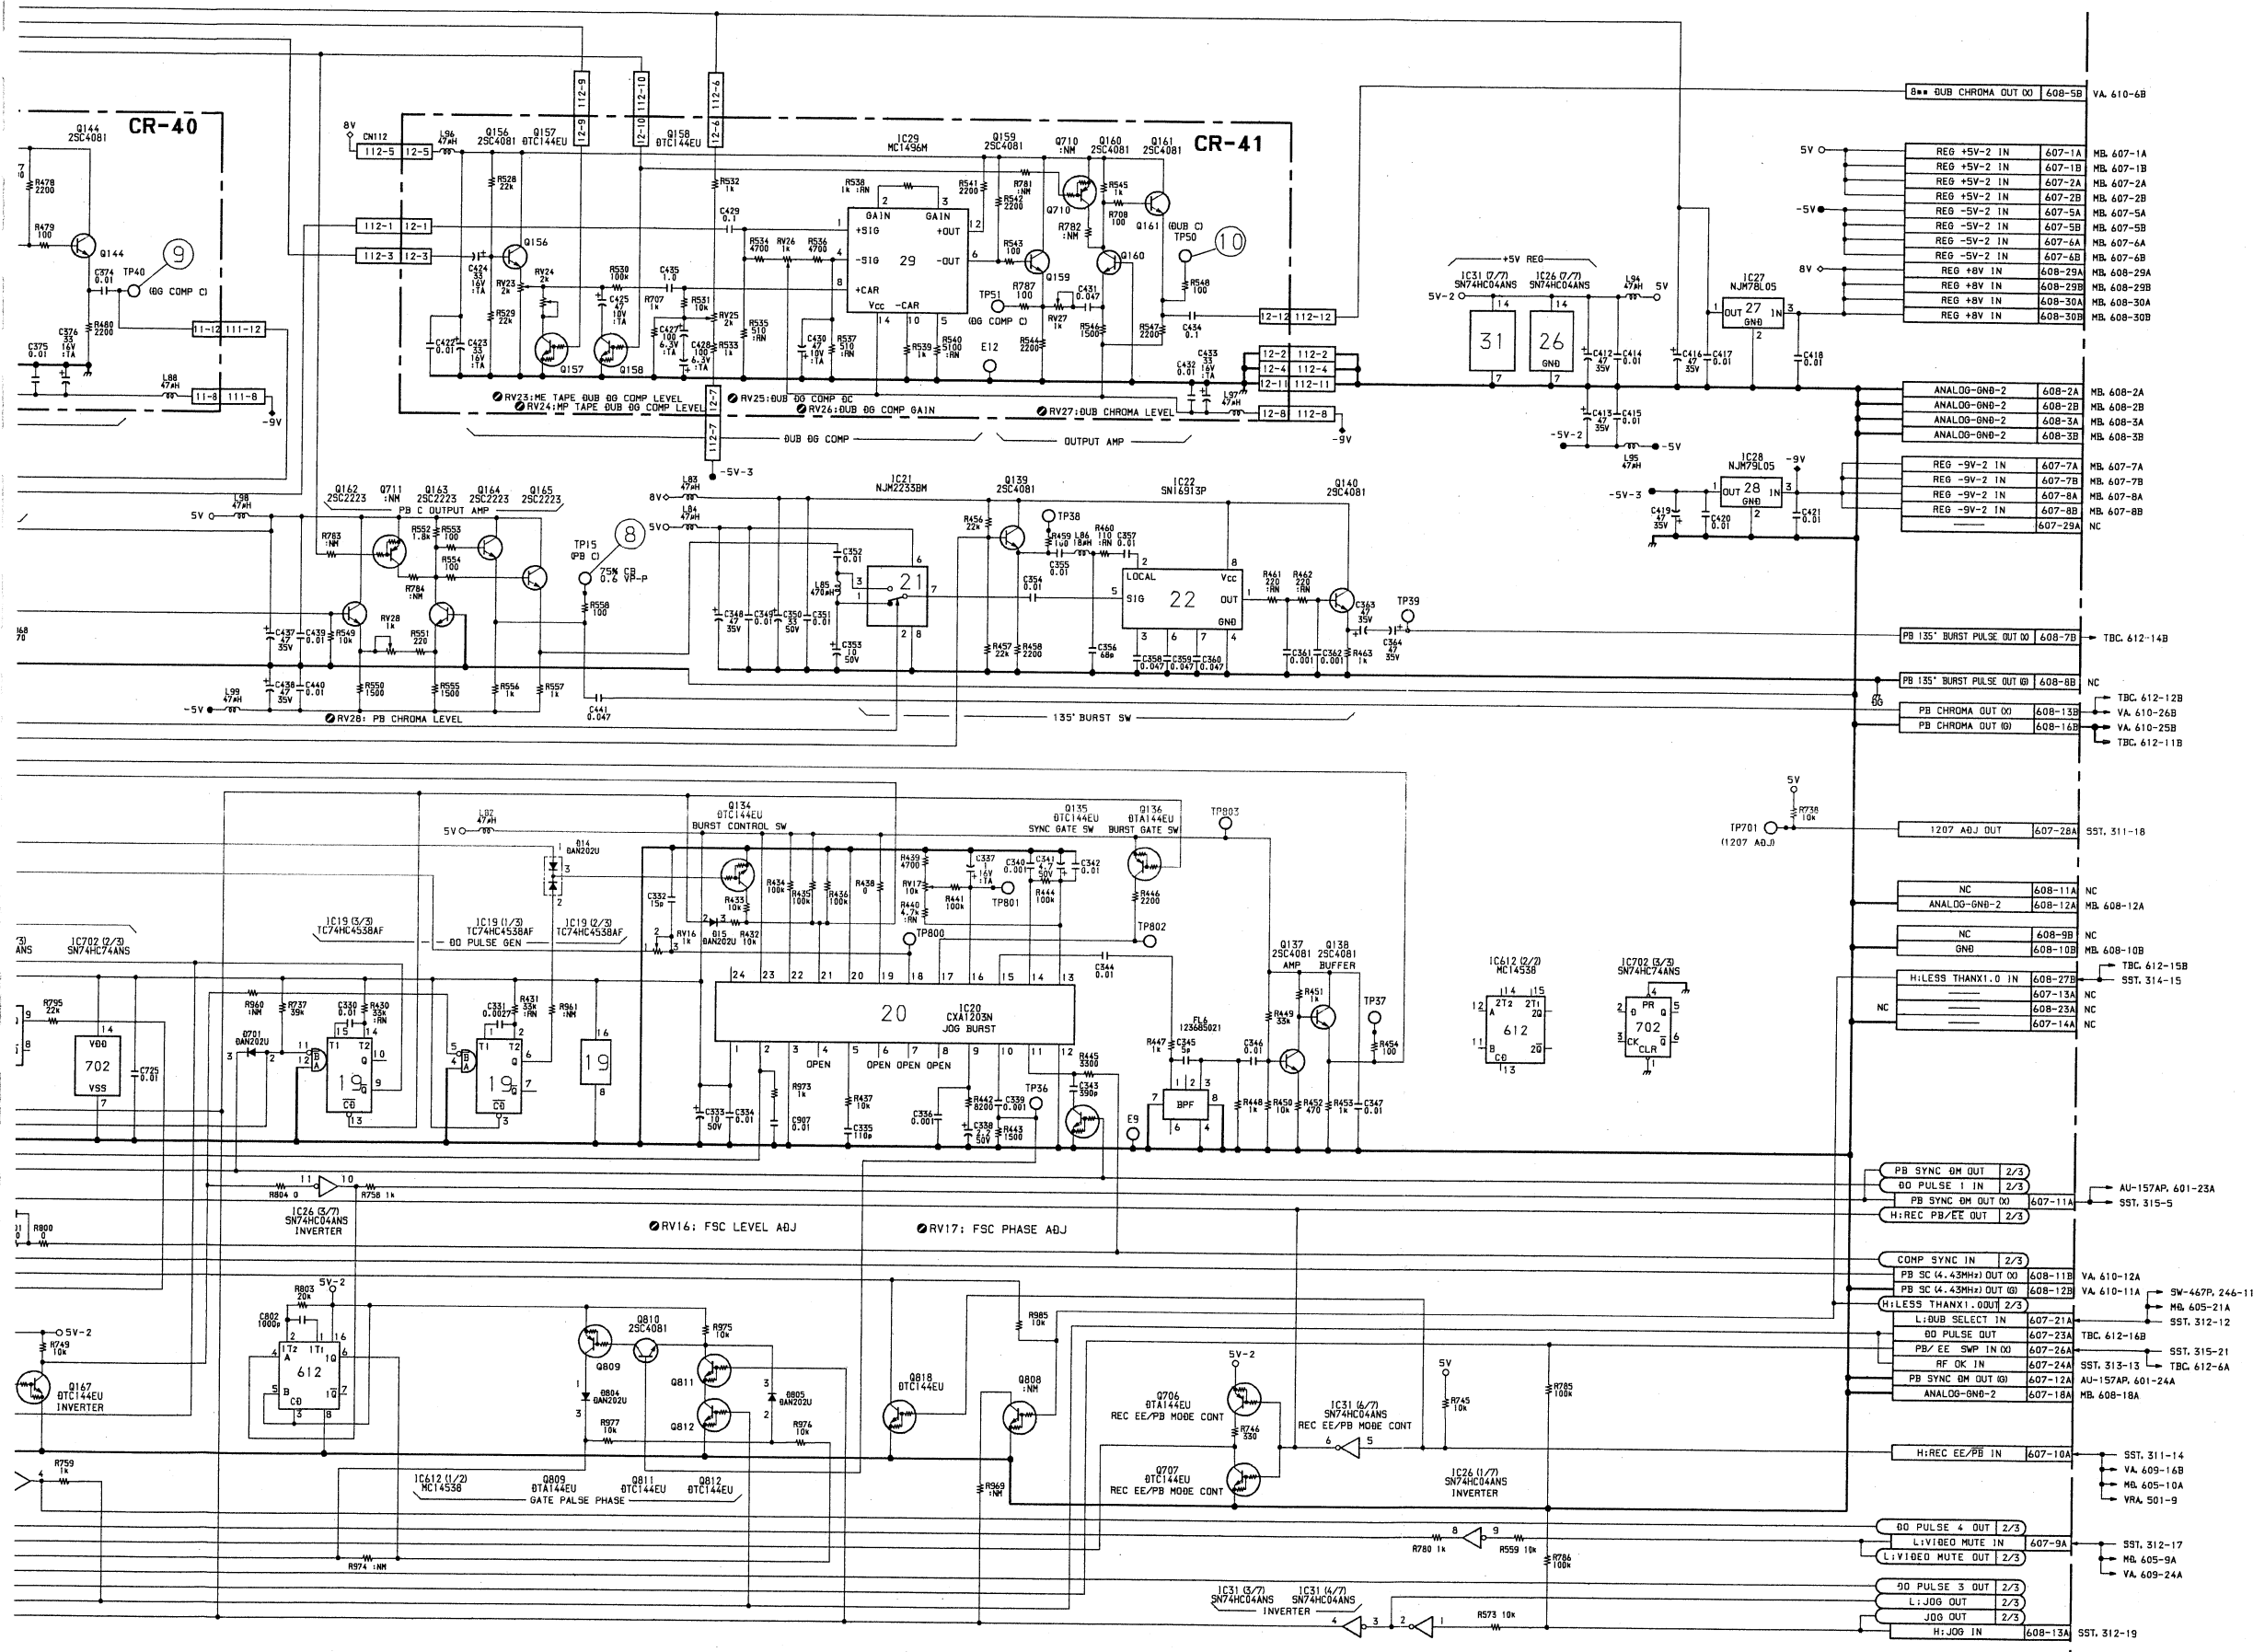 CR-40
Q144
2SC4081
R478
2200
R479
100
Q144
C374
0.01
TP40
(DG COMP C)
9
C376
33
16V
:TA
R480
2200
C375
0.01
L88
47μH
11-12 111-12
11-8 111-8
-9V
8V
CN112
112-5 12-5
112-1 12-1
112-3 12-3
12-9 112-9
12-10 112-10
12-6 112-6
L96
47μH
Q156
2SC4081
Q157
DTC144EU
Q158
DTC144EU
R528
22k
R529
22k
Q156
C424
33
16V
:TA
RV23
2k
RV24
2k
C422
0.01
C423
33
16V
:TA
Q157
Q158
R530
100k
C425
47
10V
:TA
R707
1k
C435
1.0
R531
10k
RV25
2k
C427
100
6.3V
:TA
C428
100
6.3V
:TA
R532
1k
R533
1k
C429
0.1
R534
4700
RV26
1k
R536
4700
R535
510
:RN
C430
47
10V
:TA
R537
510
:RN
R538
1k :RN
IC29
MC1496M
GAIN GAIN
+SIG +OUT
-SIG 29 -OUT
+CAR
Vcc -CAR
R539
1k
R540
5100
:RN
R541
2200
R542
2200
Q159
2SC4081
R543
100
Q159
TP51
(DG COMP C)
R787
100
R544
2200
RV27
1k
C431
0.047
R546
1500
E12
Q710
:NM
R781
:NM
Q710
R782
:NM
Q160
2SC4081
Q161
2SC4081
R545
1k
R708
100
Q160
Q161
(DUB C)
TP50
10
R548
100
R547
2200
C434
0.1
C432
0.01
C433
33
16V
:TA
L97
47μH
CR-41
12-12 112-12
12-2 112-2
12-4 112-4
12-11 112-11
12-8 112-8
-9V
RV23:ME TAPE DUB DG COMP LEVEL
RV24:MP TAPE DUB DG COMP LEVEL
RV25:DUB DG COMP DC
RV26:DUB DG COMP GAIN
RV27:DUB CHROMA LEVEL
DUB DG COMP
OUTPUT AMP
12-7
112-7
-5V-3
+5V REG
IC31 (7/7)
SN74HC04ANS
IC26 (7/7)
SN74HC04ANS
5V-2
31
26
GND
L94
47μH
5V
C412
47
35V
C414
0.01
C413
47
35V
C415
0.01
-5V-2
-5V
L95
47μH
IC27
NJM78L05
OUT 27 IN
GND
C416
47
35V
C417
0.01
C418
0.01
IC28
NJM79L05
-9V
-5V-3
OUT 28 IN
GND
C419
47
35V
C420
0.01
C421
0.01
8mm DUB CHROMA OUT (X) 608-5B VA. 610-6B
5V
REG +5V-2 IN 607-1A MB. 607-1A
REG +5V-2 IN 607-1B MB. 607-1B
REG +5V-2 IN 607-2A MB. 607-2A
REG +5V-2 IN 607-2B MB. 607-2B
-5V
REG -5V-2 IN 607-5A MB. 607-5A
REG -5V-2 IN 607-5B MB. 607-5B
REG -5V-2 IN 607-6A MB. 607-6A
REG -5V-2 IN 607-6B MB. 607-6B
8V
REG +8V IN 608-29A MB. 608-29A
REG +8V IN 608-29B MB. 608-29B
REG +8V IN 608-30A MB. 608-30A
REG +8V IN 608-30B MB. 608-30B
ANALOG-GND-2 608-2A MB. 608-2A
ANALOG-GND-2 608-2B MB. 608-2B
ANALOG-GND-2 608-3A MB. 608-3A
ANALOG-GND-2 608-3B MB. 608-3B
REG -9V-2 IN 607-7A MB. 607-7A
REG -9V-2 IN 607-7B MB. 607-7B
REG -9V-2 IN 607-8A MB. 607-8A
REG -9V-2 IN 607-8B MB. 607-8B
607-29A NC
Q162
2SC2223
Q711
:NM
Q163
2SC2223
Q164
2SC2223
Q165
2SC2223
PB C OUTPUT AMP
L98
47μH
5V
R783
:NM
R552
1.8k
R553
100
R554
100
R784
:NM
RV28
1k
R551
220
C437
47
35V
C439
0.01
R549
10k
C438
47
35V
C440
0.01
R550
1500
R555
1500
R556
1k
R557
1k
L99
47μH
-5V
RV28: PB CHROMA LEVEL
TP15
(PB C)
8
75% CB
0.6 VP-P
R558
100
C441
0.047
L83
47μH
8V
L84
47μH
5V
IC21
NJM2233BM
21
C352
0.01
L85
470μH
C348
47
35V
C349
0.01
C350
33
50V
C351
0.01
C353
10
50V
Q139
2SC4081
R456
22k
TP38
R459
100
L86
18μH
R460
110
:RN
C357
0.01
C355
0.01
C354
0.01
R457
22k
R458
2200
C356
68p
IC22
SN16913P
LOCAL Vcc
SIG 22 OUT
GND
C358
0.047
C359
0.047
C360
0.047
R461
220
:RN
R462
220
:RN
Q140
2SC4081
C361
0.001
C362
0.001
R463
1k
C363
47
35V
C364
47
35V
TP39
135° BURST SW
PB 135° BURST PULSE OUT (X) 608-7B TBC. 612-14B
PB 135° BURST PULSE OUT (G) 608-8B NC
TBC. 612-12B
PB CHROMA OUT (X) 608-13B VA. 610-26B
PB CHROMA OUT (G) 608-16B VA. 610-25B
TBC. 612-11B
L82
47μH
5V
D14
DAN202U
Q134
DTC144EU
BURST CONTROL SW
Q135
DTC144EU
SYNC GATE SW
Q136
DTA144EU
BURST GATE SW
TP803
C332
15p
RV16
1k
D15
DAN202U
R432
10k
R433
10k
R434
100k
R435
100k
R436
100k
R438
0
R439
4700
RV17
10k
R440
4.7k
:RN
R441
100k
C337
1
16V
:TA
TP801
C340
0.001
C341
4.7
50V
C342
0.01
R444
100k
R446
2200
TP800
TP802
IC702 (2/3)
SN74HC74ANS
IC19 (3/3)
TC74HC4538AF
IC19 (1/3)
TC74HC4538AF
IC19 (2/3)
TC74HC4538AF
DO PULSE GEN
R795
22k
VDD
702
VSS
C725
0.01
D701
DAN202U
R960
:NM
R737
39k
C330
0.01
R430
33k
:RN
C331
0.0027
R431
33k
:RN
R961
:NM
19
24 23 22 21 20 19 18 17 16 15 14 13
20
IC20
CXA1203N
JOG BURST
1 2 3 4 5 6 7 8 9 10 11 12
OPEN OPEN OPEN OPEN
C333
10
50V
C334
0.01
R973
1k
C907
0.01
R437
10k
C335
110p
C336
0.001
R442
8200
C338
2.2
50V
C339
0.001
R443
1500
TP36
R445
3300
C343
390p
C344
0.01
E9
FL6
123685021
BPF
R447
1k
C345
5p
C346
0.01
R448
1k
R450
10k
R449
33k
Q137
2SC4081
AMP
Q138
2SC4081
BUFFER
R451
1k
R452
470
R453
1k
C347
0.01
TP37
R454
100
IC612 (2/2)
MC14538
612
IC702 (3/3)
SN74HC74ANS
PR
702
CK
CLR
5V
R738
10k
TP701
(1207 ADJ)
1207 ADJ OUT 607-28A SST. 311-18
NC 608-11A NC
ANALOG-GND-2 608-12A MB. 608-12A
NC 608-9B NC
GND 608-10B MB. 608-10B
TBC. 612-15B
H:LESS THANX1.0 IN 608-27B SST. 314-15
607-13A NC
NC 608-23A NC
607-14A NC
R804 0
R758 1k
IC26 (3/7)
SN74HC04ANS
INVERTER
R800
0
RV16: FSC LEVEL ADJ
RV17: FSC PHASE ADJ
PB SYNC DM OUT 2/3
DO PULSE 1 IN 2/3
AU-157AP. 601-23A
PB SYNC DM OUT (X) 607-11A SST. 315-5
H:REC PB/EE OUT 2/3
COMP SYNC IN 2/3
PB SC (4.43MHz) OUT (X) 608-11B VA. 610-12A
PB SC (4.43MHz) OUT (G) 608-12B VA. 610-11A
H:LESS THANX1.0OUT 2/3
SW-467P. 246-11
MB. 605-21A
L:DUB SELECT IN 607-21A SST. 312-12
DO PULSE OUT 607-23A TBC. 612-16B
PB/ EE SWP IN (X) 607-26A SST. 315-21
TBC. 612-6A
RF OK IN 607-24A SST. 313-13
PB SYNC DM OUT (G) 607-12A AU-157AP. 601-24A
ANALOG-GND-2 607-18A MB. 608-18A
R803
20k
5V-2
C802
1000p
612
5V-2
R749
10k
Q167
DTC144EU
INVERTER
R759
1k
Q810
2SC4081
Q809
R975
10k
Q811
Q812
D804
DAN202U
D805
DAN202U
R977
10k
R976
10k
IC612 (1/2)
MC14538
Q809
DTA144EU
Q811
DTC144EU
Q812
DTC144EU
GATE PALSE PHASE
Q818
DTC144EU
Q808
:NM
R985
10k
R969
:NM
5V-2
Q706
DTA144EU
REC EE/PB MODE CONT
R746
330
Q707
DTC144EU
REC EE/PB MODE CONT
IC31 (6/7)
SN74HC04ANS
REC EE/PB MODE CONT
5V
R745
10k
R785
100k
IC26 (1/7)
SN74HC04ANS
INVERTER
H:REC EE/PB IN 607-10A SST. 311-14
VA. 609-16B
MB. 605-10A
VRA. 501-9
R974 :NM
R780 1k
R559 10k
R786
100k
DO PULSE 4 OUT 2/3
L:VIDEO MUTE IN 607-9A SST. 312-17
L:VIDEO MUTE OUT 2/3
MB. 605-9A
VA. 609-24A
IC31 (3/7)
SN74HC04ANS
IC31 (4/7)
SN74HC04ANS
INVERTER
R573 10k
DO PULSE 3 OUT 2/3
L:JOG OUT 2/3
JOG OUT 2/3
H:JOG IN 608-13A SST. 312-19